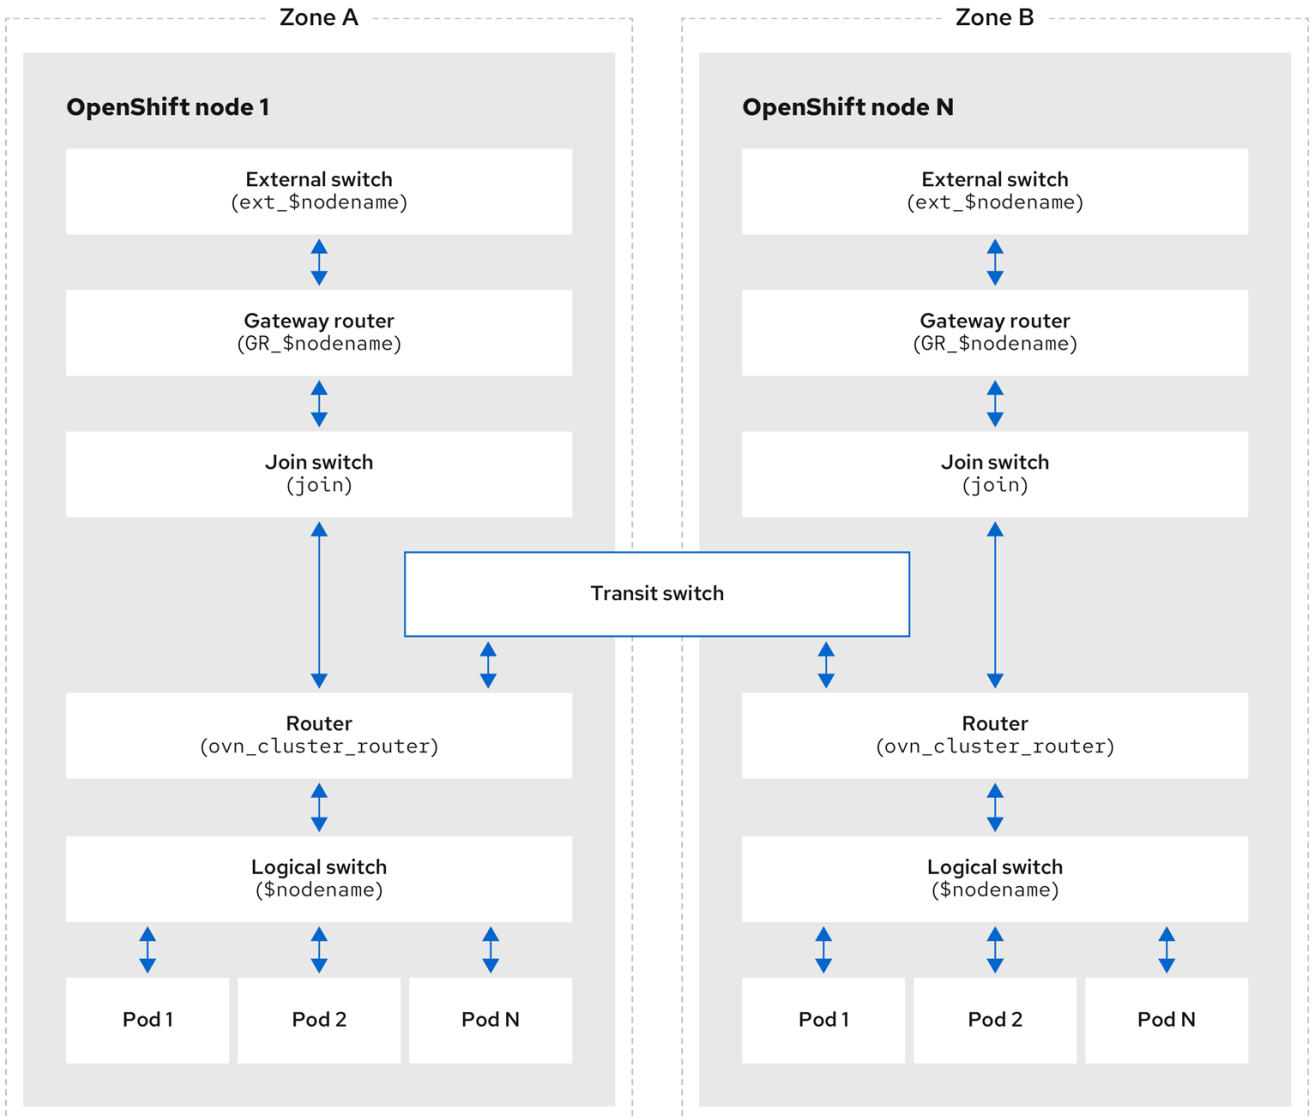 Zone A
OpenShift node 1
External switch
(ext_$nodename)
Gateway router
(GR_$nodename)
Join switch
(join)
Transit switch
Router
(ovn_cluster_router)
Logical switch
($nodename)
Pod 1
Pod 2
Pod N
Zone B
OpenShift node N
External switch
(ext_$nodename)
Gateway router
(GR_$nodename)
Join switch
(join)
Router
(ovn_cluster_router)
Logical switch
($nodename)
Pod 1
Pod 2
Pod N